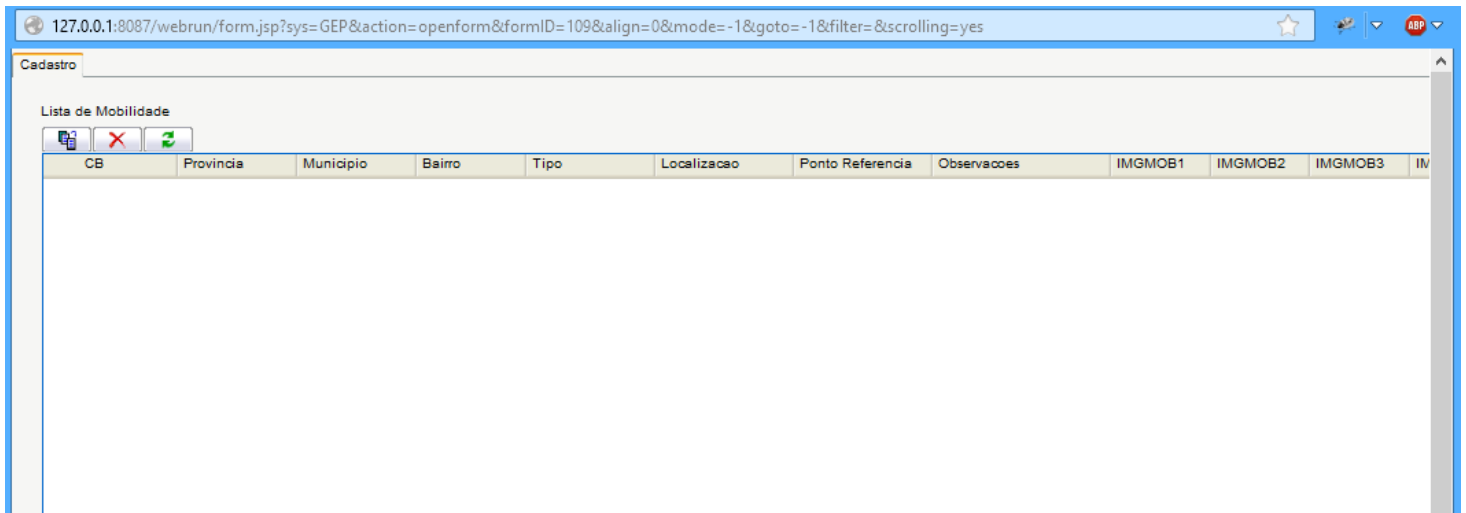 127.0.0.1:8087/webrun/form.jsp?sys=GEP&action=openform&formID=109&align=0&mode=-1&goto=-1&filter=&scrolling=yes
ABP
Cadastro
Lista de Mobilidade
CB Provincia Municipio Bairro Tipo Localizacao Ponto Referencia Observacoes IMGMOB1 IMGMOB2 IMGMOB3 IM